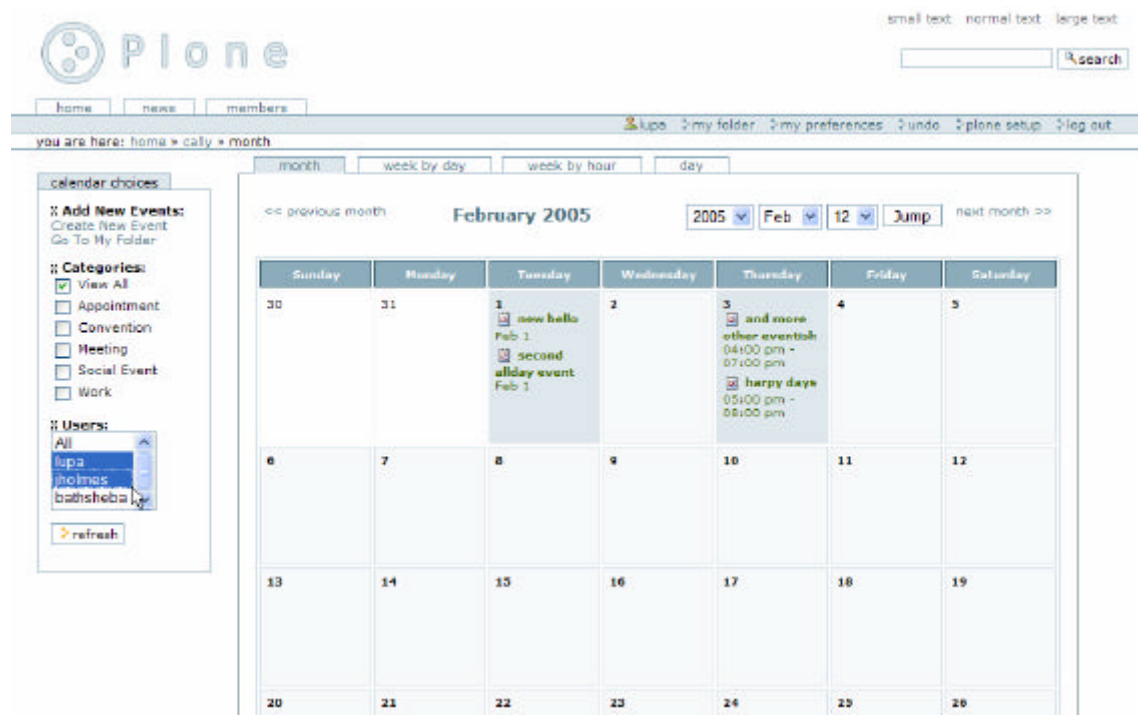 small text normal text large text
Plone
search
home news members
lupa my folder my preferences undo plone setup log out
you are here: home » cally » month
month week by day week by hour day
calendar choices
:: Add New Events:
Create New Event
Go To My Folder
:: Categories:
View All
Appointment
Convention
Meeting
Social Event
Work
:: Users:
All
lupa
jholmes
bathsheba
refresh
<< previous month February 2005 2005 Feb 12 Jump next month >>
Sunday Monday Tuesday Wednesday Thursday Friday Saturday
30 31 1 2 3 4 5
new hello
Feb 1
second
allday event
Feb 1
and more
other eventish
04:00 pm -
07:00 pm
harpy days
05:00 pm -
08:00 pm
6 7 8 9 10 11 12
13 14 15 16 17 18 19
20 21 22 23 24 25 26